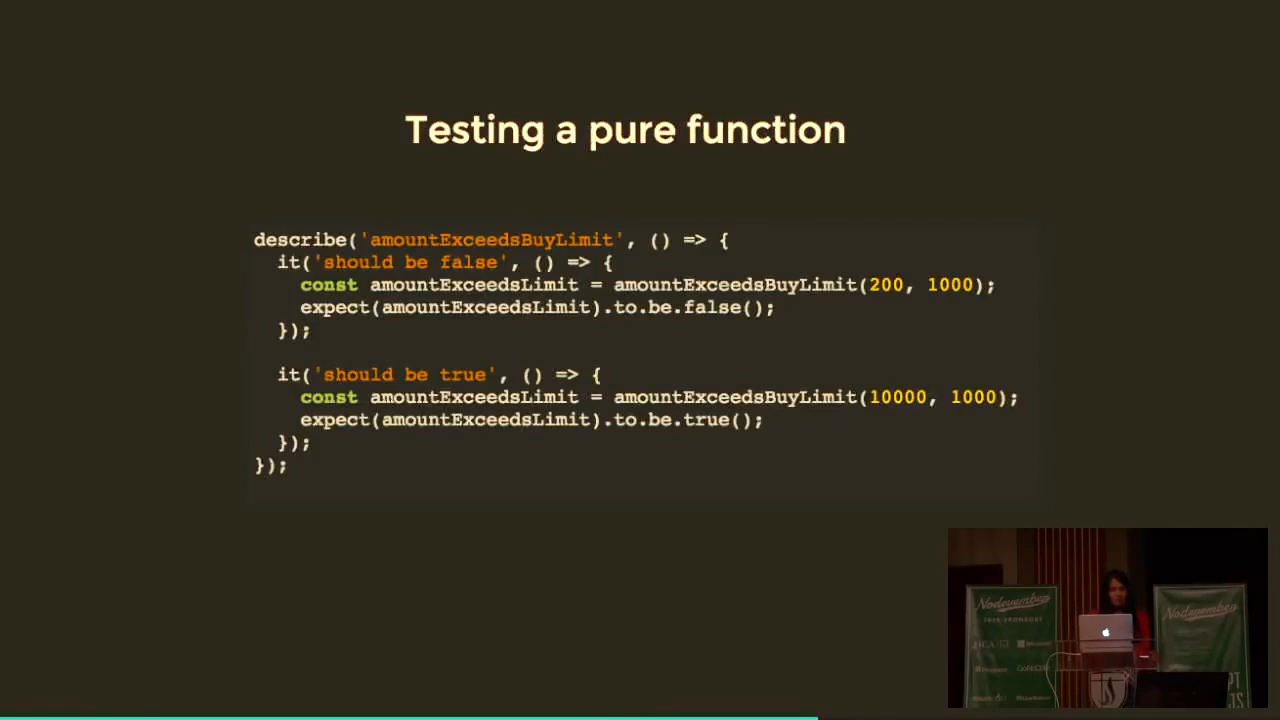 Testing a pure function
describe('amountExceedsBuyLimit', () => {
it('should be false', () => {
const amountExceedsLimit = amountExceedsBuyLimit(200, 1000);
expect(amountExceedsLimit).to.be.false();
});
it('should be true', () => {
const amountExceedsLimit = amountExceedsBuyLimit(10000, 1000);
expect(amountExceedsLimit).to.be.true();
});
});
Nodevember
Nodevember